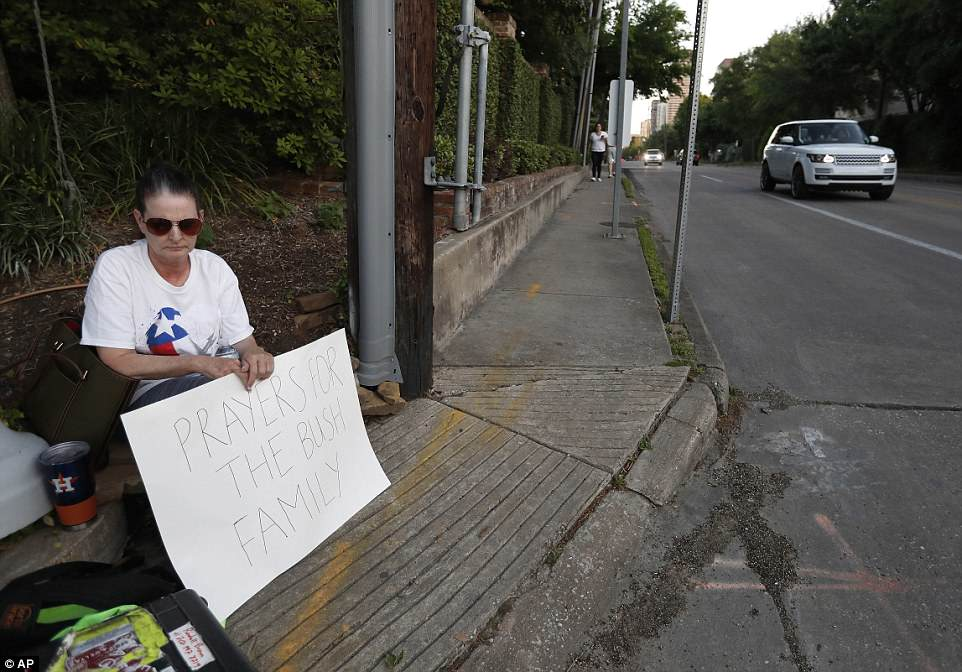 PRAYERS FOR
THE BUSH
FAMILY
© AP